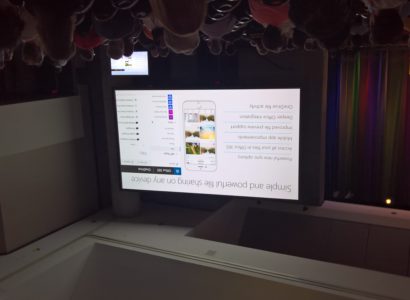 Simple and powerful file sharing on any device
Powerful new sync options
Access all your files in Office 365
Mobile app improvements
Improved file preview support
Deeper Office integration
OneDrive file activity
Office 365
OneDrive